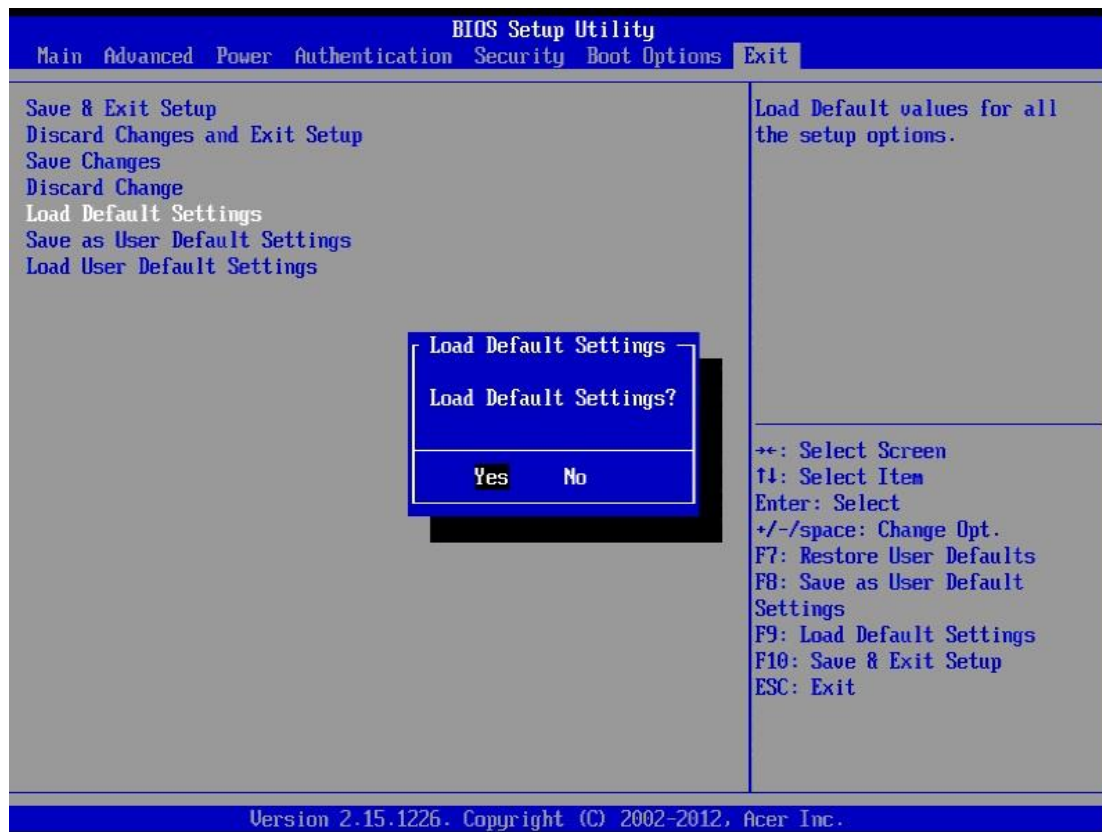 BIOS Setup Utility
Main Advanced Power Authentication Security Boot Options Exit
Save & Exit Setup
Discard Changes and Exit Setup
Save Changes
Discard Change
Load Default Settings
Save as User Default Settings
Load User Default Settings
Load Default values for all
the setup options.
Load Default Settings
Load Default Settings?
Yes No
→←: Select Screen
↑↓: Select Item
Enter: Select
+/-/space: Change Opt.
F7: Restore User Defaults
F8: Save as User Default
Settings
F9: Load Default Settings
F10: Save & Exit Setup
ESC: Exit
Version 2.15.1226. Copyright (C) 2002-2012, Acer Inc.